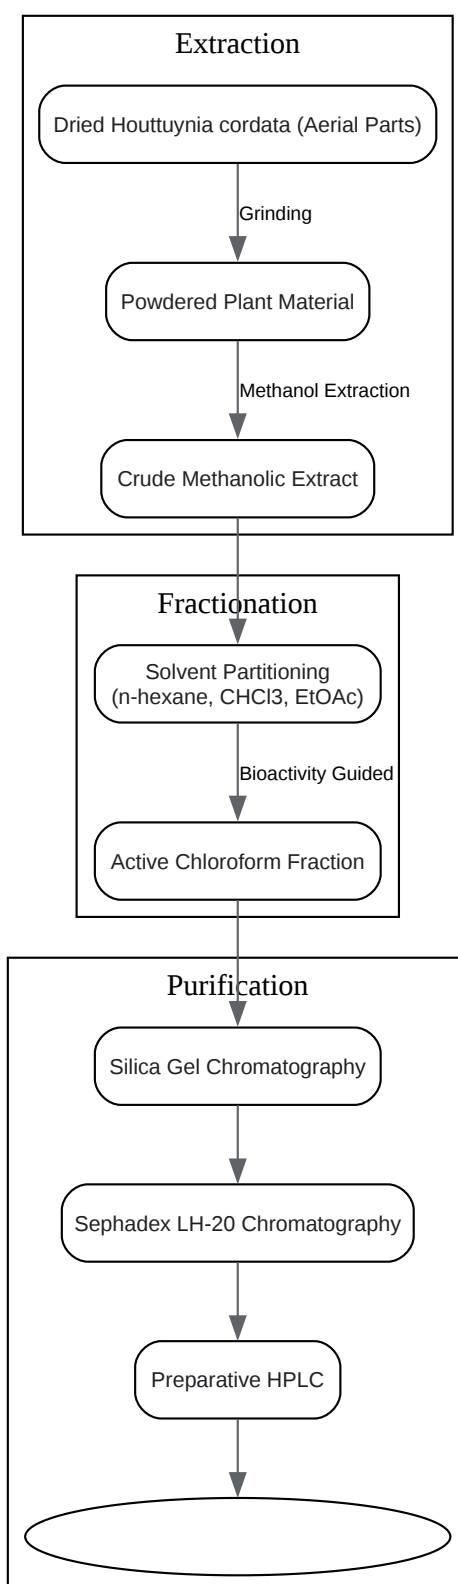 Extraction
Dried Houttuynia cordata (Aerial Parts)
Grinding
Powdered Plant Material
Methanol Extraction
Crude Methanolic Extract
Fractionation
Solvent Partitioning
(n-hexane, CHCl3, EtOAc)
Bioactivity Guided
Active Chloroform Fraction
Purification
Silica Gel Chromatography
Sephadex LH-20 Chromatography
Preparative HPLC